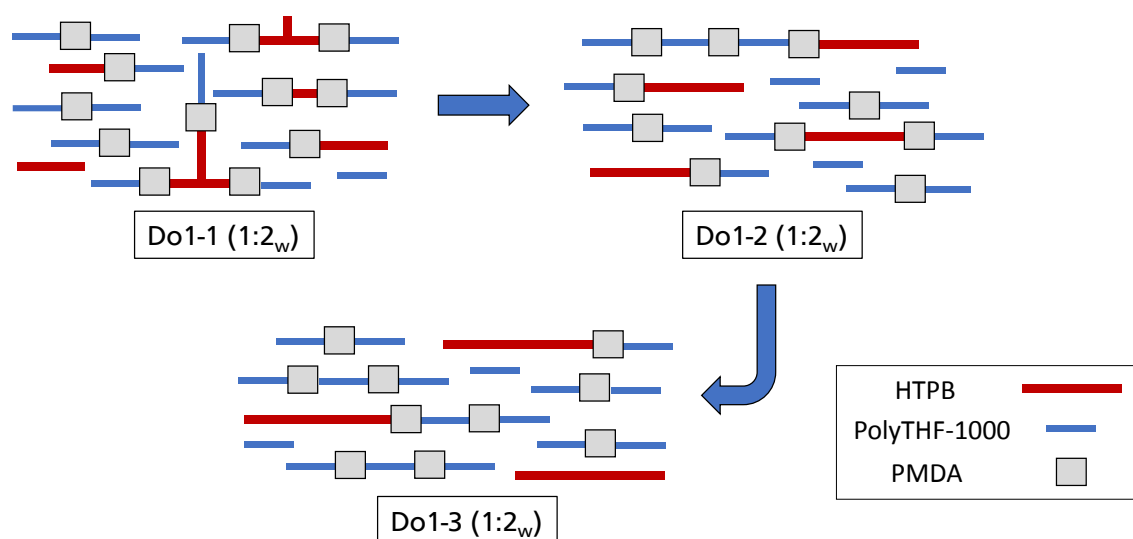 Do1-1 (1:2w)
Do1-2 (1:2w)
Do1-3 (1:2w)
HTPB
PolyTHF-1000
PMDA